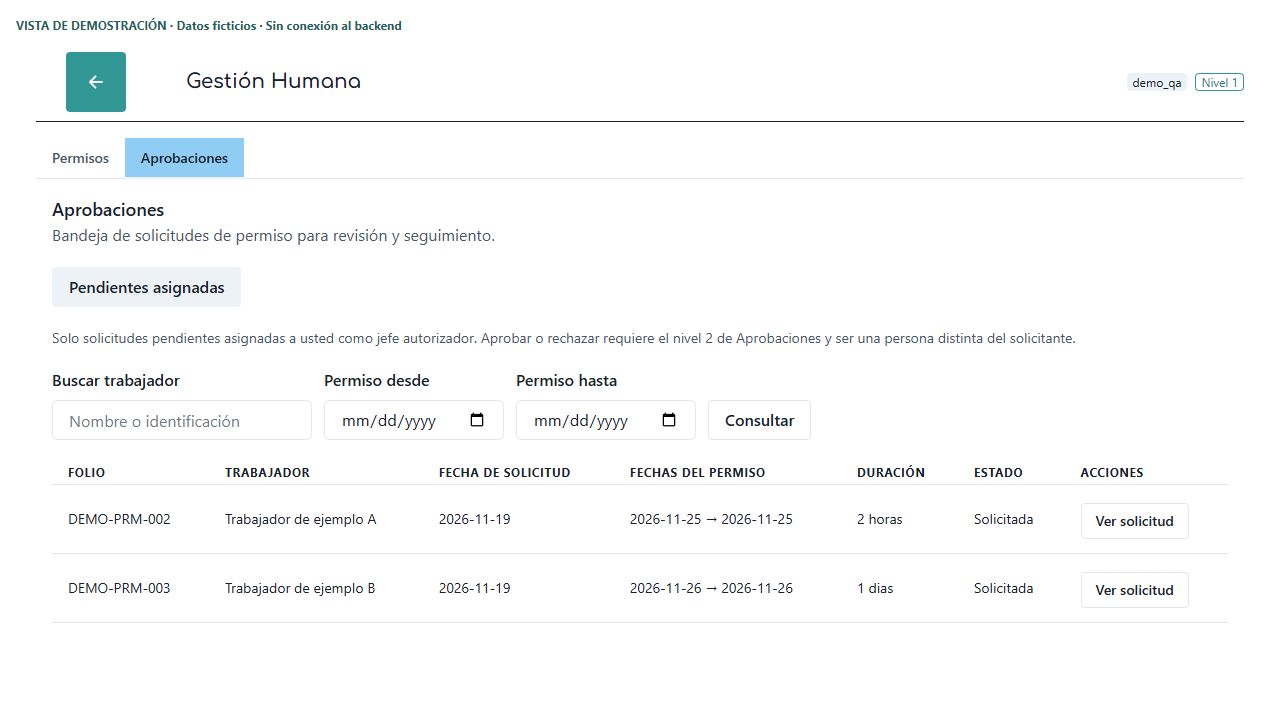 VISTA DE DEMOSTRACIÓN · Datos ficticios · Sin conexión al backend
Gestión Humana
demo_qa Nivel 1
Permisos Aprobaciones
Aprobaciones
Bandeja de solicitudes de permiso para revisión y seguimiento.
Pendientes asignadas
Solo solicitudes pendientes asignadas a usted como jefe autorizador. Aprobar o rechazar requiere el nivel 2 de Aprobaciones y ser una persona distinta del solicitante.
Buscar trabajador Permiso desde Permiso hasta
Nombre o identificación mm/dd/yyyy mm/dd/yyyy Consultar
FOLIO TRABAJADOR FECHA DE SOLICITUD FECHAS DEL PERMISO DURACIÓN ESTADO ACCIONES
DEMO-PRM-002 Trabajador de ejemplo A 2026-11-19 2026-11-25 → 2026-11-25 2 horas Solicitada Ver solicitud
DEMO-PRM-003 Trabajador de ejemplo B 2026-11-19 2026-11-26 → 2026-11-26 1 dias Solicitada Ver solicitud